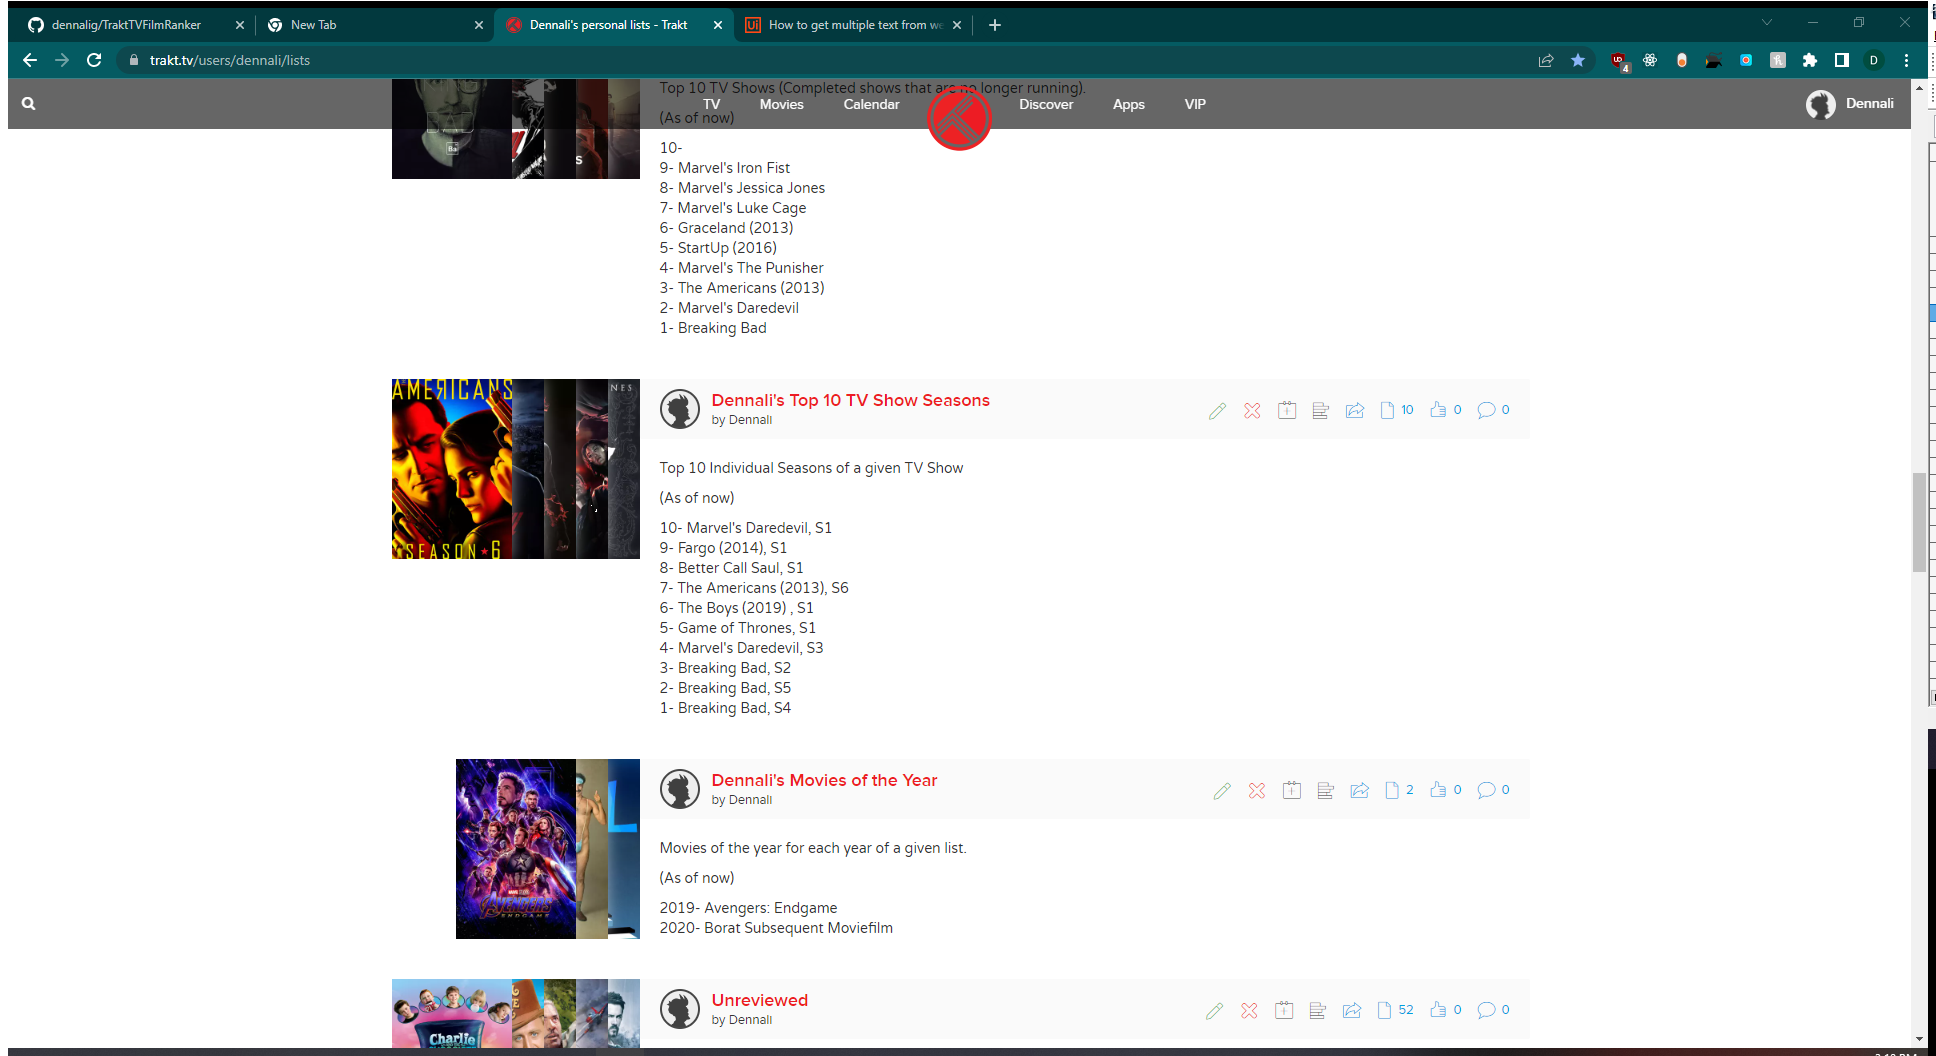 dennalig/TraktTVFilmRanker
New Tab
Dennali's personal lists - Trakt
Ui How to get multiple text from we
trakt.tv/users/dennali/lists
4
D
Top 10 TV Shows (Completed shows that are no longer running).
TV Movies Calendar Discover Apps VIP
Dennali
(As of now)
10-
9- Marvel's Iron Fist
8- Marvel's Jessica Jones
7- Marvel's Luke Cage
6- Graceland (2013)
5- StartUp (2016)
4- Marvel's The Punisher
3- The Americans (2013)
2- Marvel's Daredevil
1- Breaking Bad
Ba
S
AMERICANS
SEASON 6
NES
Dennali's Top 10 TV Show Seasons
by Dennali
10 0 0
Top 10 Individual Seasons of a given TV Show
(As of now)
10- Marvel's Daredevil, S1
9- Fargo (2014), S1
8- Better Call Saul, S1
7- The Americans (2013), S6
6- The Boys (2019) , S1
5- Game of Thrones, S1
4- Marvel's Daredevil, S3
3- Breaking Bad, S2
2- Breaking Bad, S5
1- Breaking Bad, S4
AVENGERS
ENDGAME
L
Dennali's Movies of the Year
by Dennali
2 0 0
Movies of the year for each year of a given list.
(As of now)
2019- Avengers: Endgame
2020- Borat Subsequent Moviefilm
Charlie
Unreviewed
by Dennali
52 0 0